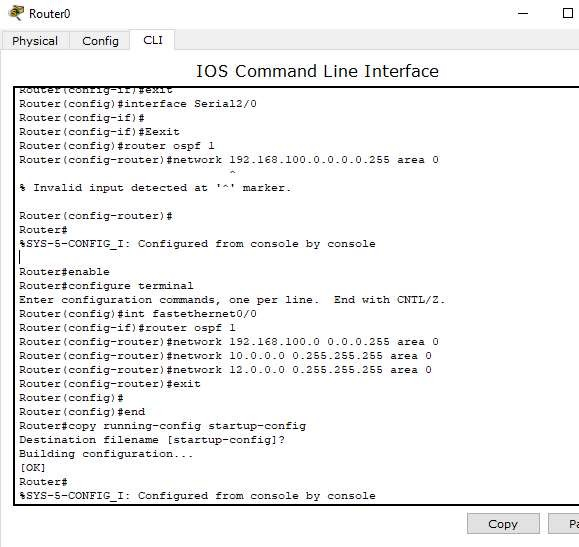 Router0
Physical Config CLI
IOS Command Line Interface
Router(config-if)#exit
Router(config)#interface Serial2/0
Router(config-if)#
Router(config-if)#Eexit
Router(config)#router ospf 1
Router(config-router)#network 192.168.100.0.0.0.0.255 area 0
^
% Invalid input detected at '^' marker.
Router(config-router)#
Router#
%SYS-5-CONFIG_I: Configured from console by console
Router#enable
Router#configure terminal
Enter configuration commands, one per line.  End with CNTL/Z.
Router(config)#int fastethernet0/0
Router(config-if)#router ospf 1
Router(config-router)#network 192.168.100.0 0.0.0.255 area 0
Router(config-router)#network 10.0.0.0 0.255.255.255 area 0
Router(config-router)#network 12.0.0.0 0.255.255.255 area 0
Router(config-router)#exit
Router(config)#
Router(config)#end
Router#copy running-config startup-config
Destination filename [startup-config]?
Building configuration...
[OK]
Router#
%SYS-5-CONFIG_I: Configured from console by console
Copy